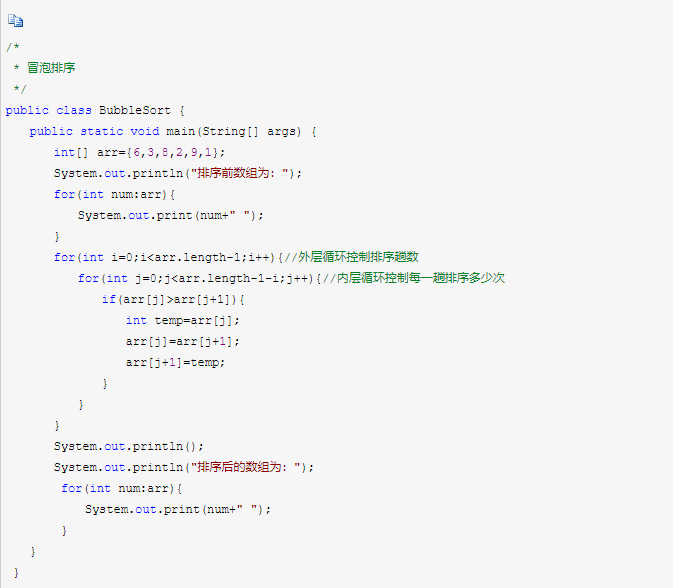 /*
 * 冒泡排序
 */
public class BubbleSort {
    public static void main(String[] args) {
        int[] arr={6,3,8,2,9,1};
        System.out.println("排序前数组为: ");
        for(int num:arr){
            System.out.print(num+" ");
        }
        for(int i=0;i<arr.length-1;i++){//外层循环控制排序趟数
            for(int j=0;j<arr.length-1-i;j++){//内层循环控制每一趟排序多少次
                if(arr[j]>arr[j+1]){
                    int temp=arr[j];
                    arr[j]=arr[j+1];
                    arr[j+1]=temp;
                }
            }
        }
        System.out.println();
        System.out.println("排序后的数组为: ");
         for(int num:arr){
             System.out.print(num+" ");
         }
    }
 }